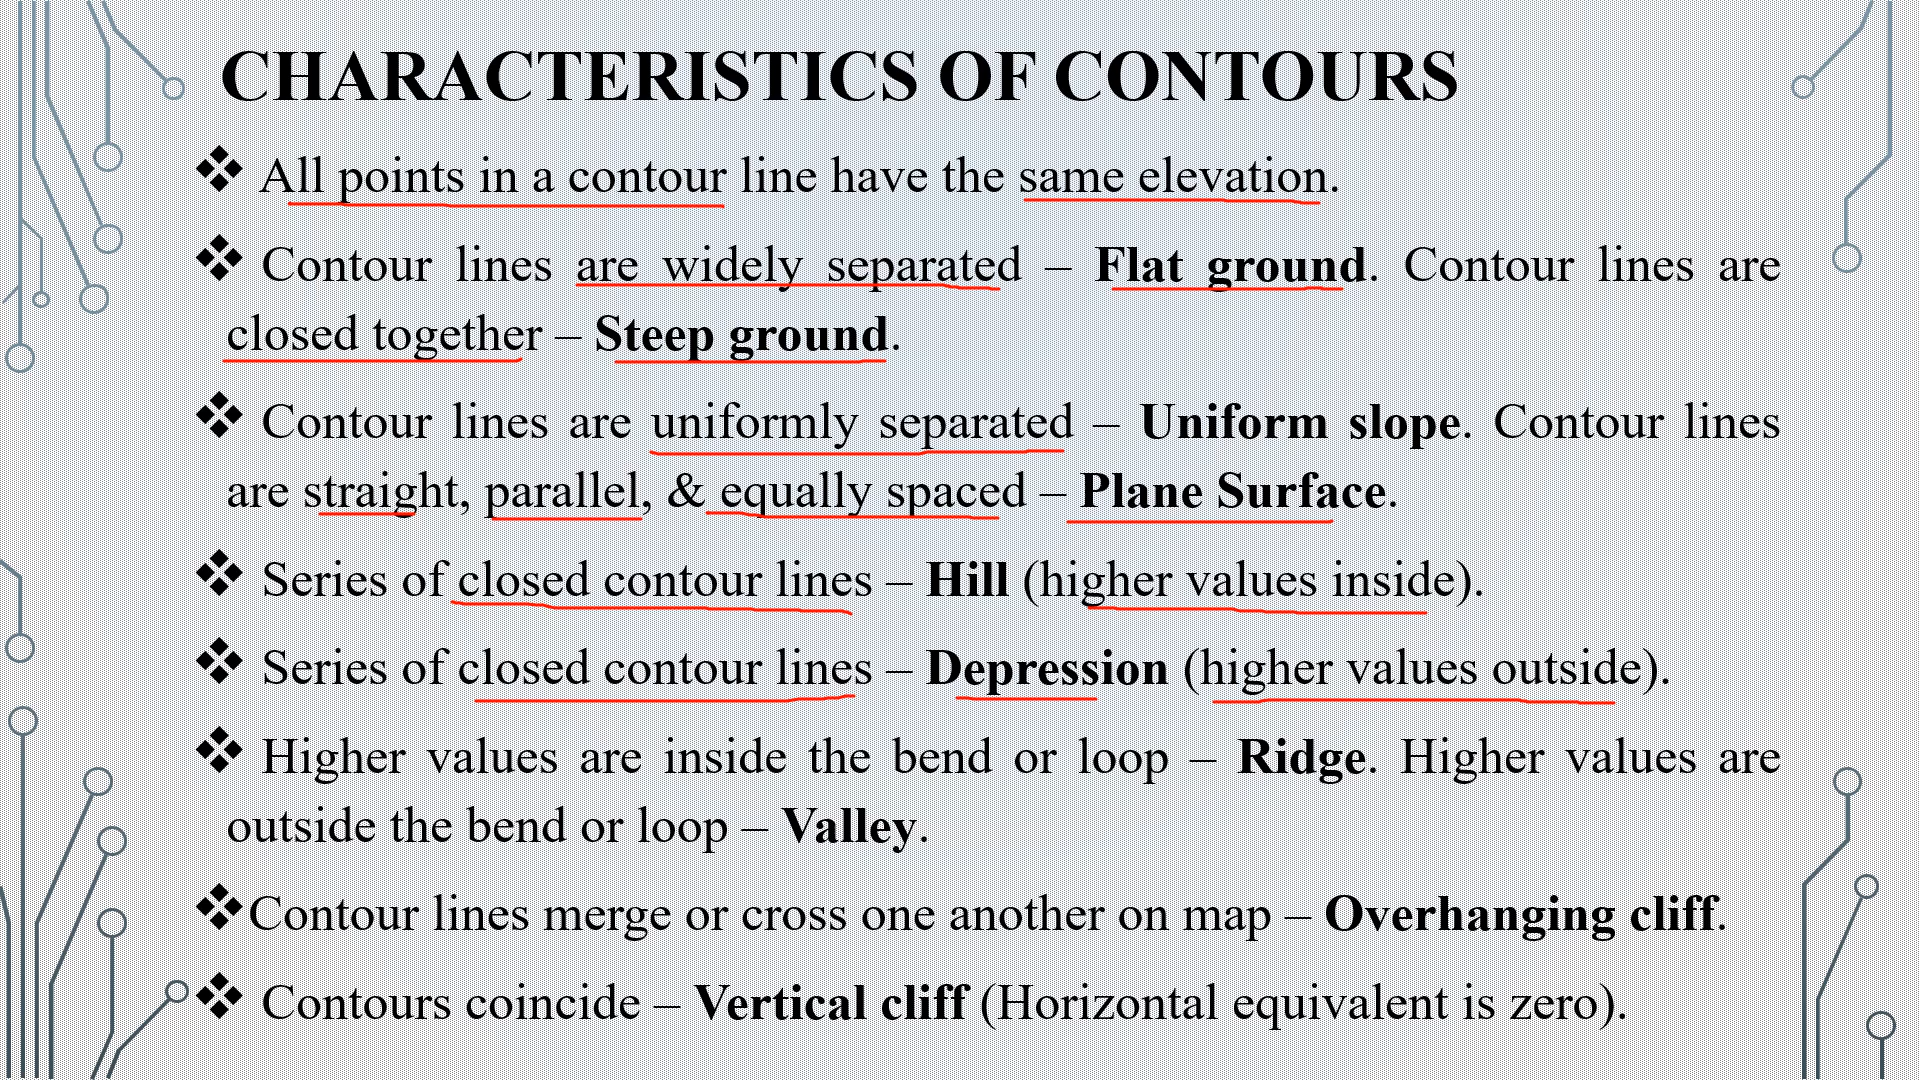 CHARACTERISTICS OF CONTOURS
❖ All points in a contour line have the same elevation.
❖ Contour lines are widely separated – Flat ground. Contour lines are
closed together – Steep ground.
❖ Contour lines are uniformly separated – Uniform slope. Contour lines
are straight, parallel, & equally spaced – Plane Surface.
❖ Series of closed contour lines – Hill (higher values inside).
❖ Series of closed contour lines – Depression (higher values outside).
❖ Higher values are inside the bend or loop – Ridge. Higher values are
outside the bend or loop – Valley.
❖Contour lines merge or cross one another on map – Overhanging cliff.
❖ Contours coincide – Vertical cliff (Horizontal equivalent is zero).